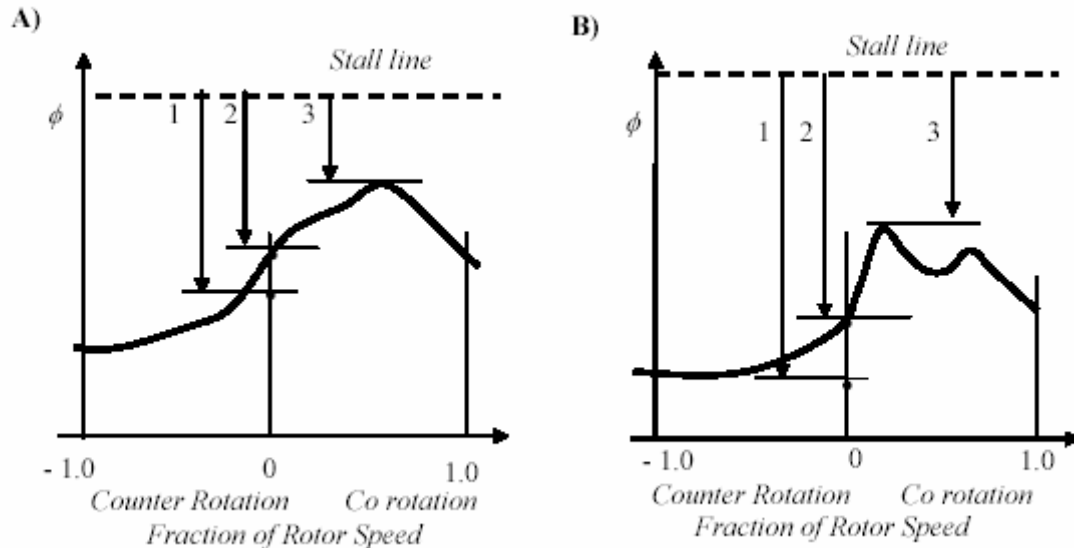 A)
Stall line
ϕ
1
2
3
- 1.0
0
1.0
Counter Rotation
Co rotation
Fraction of Rotor Speed
B)
Stall line
ϕ
1
2
3
- 1.0
0
1.0
Counter Rotation
Co rotation
Fraction of Rotor Speed